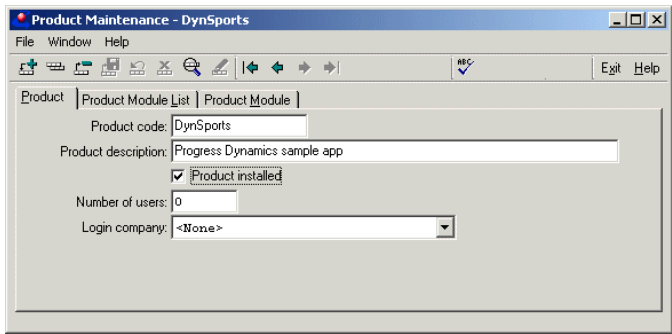 Product Maintenance - DynSports
File Window Help
ABC Exit Help
Product Product Module List Product Module
Product code: DynSports
Product description: Progress Dynamics sample app
Product installed
Number of users: 0
Login company: <None>